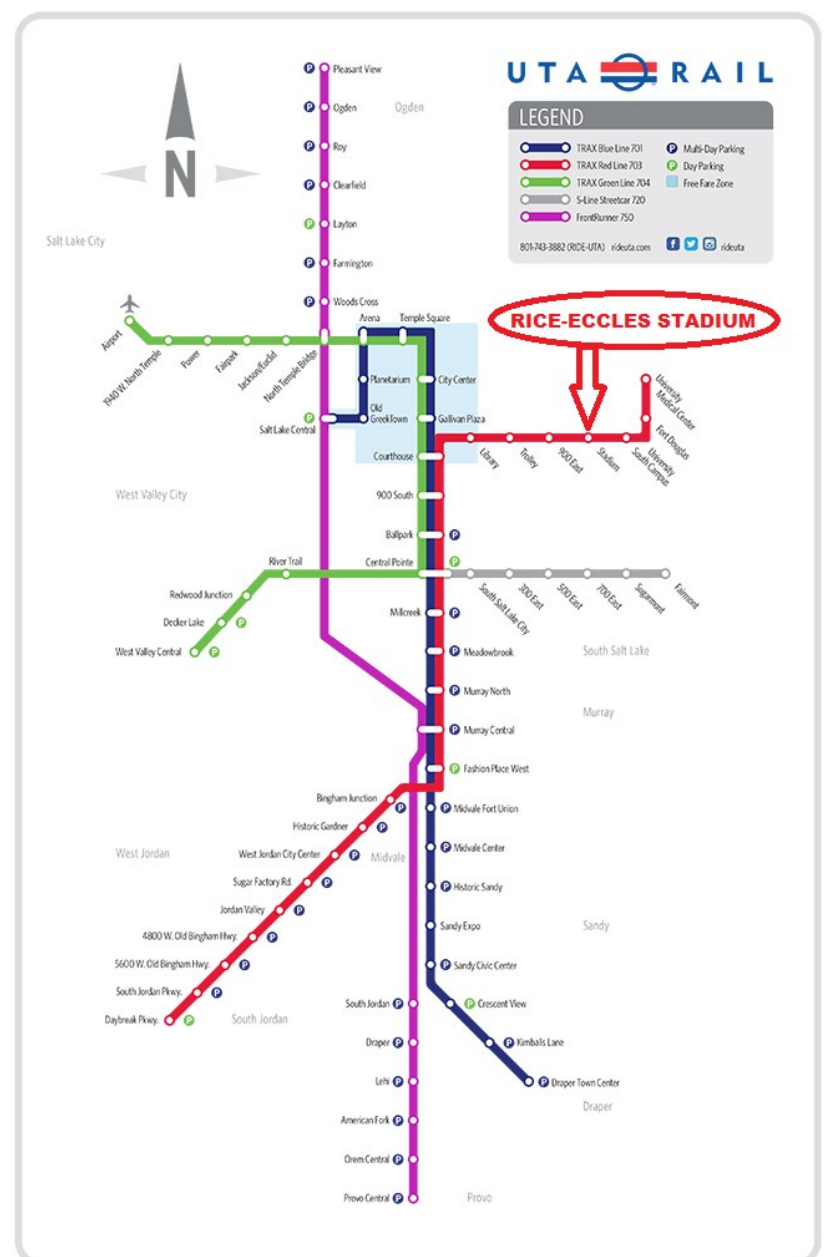 UTA RAIL
LEGEND
TRAX Blue Line 701
TRAX Red Line 703
TRAX Green Line 704
S-Line Streetcar 720
FrontRunner 750
P Multi-Day Parking
P Day Parking
Free Fare Zone
801-743-3882 (RIDE-UTA) rideuta.com
rideuta
N
RICE-ECCLES STADIUM
Pleasant View
Ogden
Ogden
Roy
Clearfield
Layton
Salt Lake City
Farmington
Woods Cross
Airport
1940 W. North Temple
Power
Fairpark
Jackson/Euclid
North Temple Bridge
Arena
Temple Square
Planetarium
City Center
Old
GreekTown
Salt Lake Central
Gallivan Plaza
Courthouse
Library
Trolley
900 East
Stadium
University
South Campus
Fort Douglas
University
Medical Center
West Valley City
900 South
Ballpark
Central Pointe
River Trail
Redwood Junction
Decker Lake
West Valley Central
South Salt Lake City
300 East
500 East
700 East
Sugarmont
Fairmont
Millcreek
Meadowbrook
South Salt Lake
Murray North
Murray
Murray Central
Fashion Place West
Bingham Junction
Midvale Fort Union
Historic Gardner
West Jordan
West Jordan City Center
Midvale
Midvale Center
Sugar Factory Rd.
Historic Sandy
Jordan Valley
Sandy Expo
Sandy
4800 W. Old Bingham Hwy.
5600 W. Old Bingham Hwy.
Sandy Civic Center
South Jordan Pkwy.
Daybreak Pkwy.
South Jordan
South Jordan
Crescent View
Draper
Kimballs Lane
Lehi
Draper Town Center
Draper
American Fork
Orem Central
Provo Central
Provo